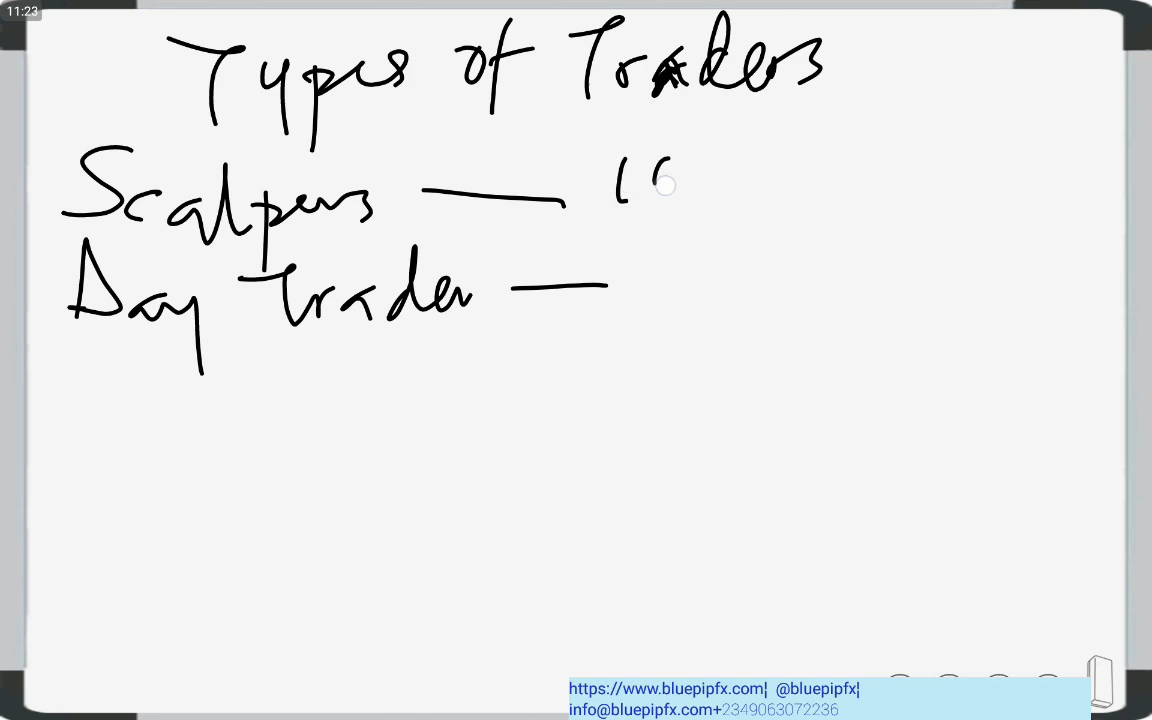 11:23
Types of Traders
Scalpers —
Day Trader —
https://www.bluepipfx.com¦ @bluepipfx¦
info@bluepipfx.com+2349063072236